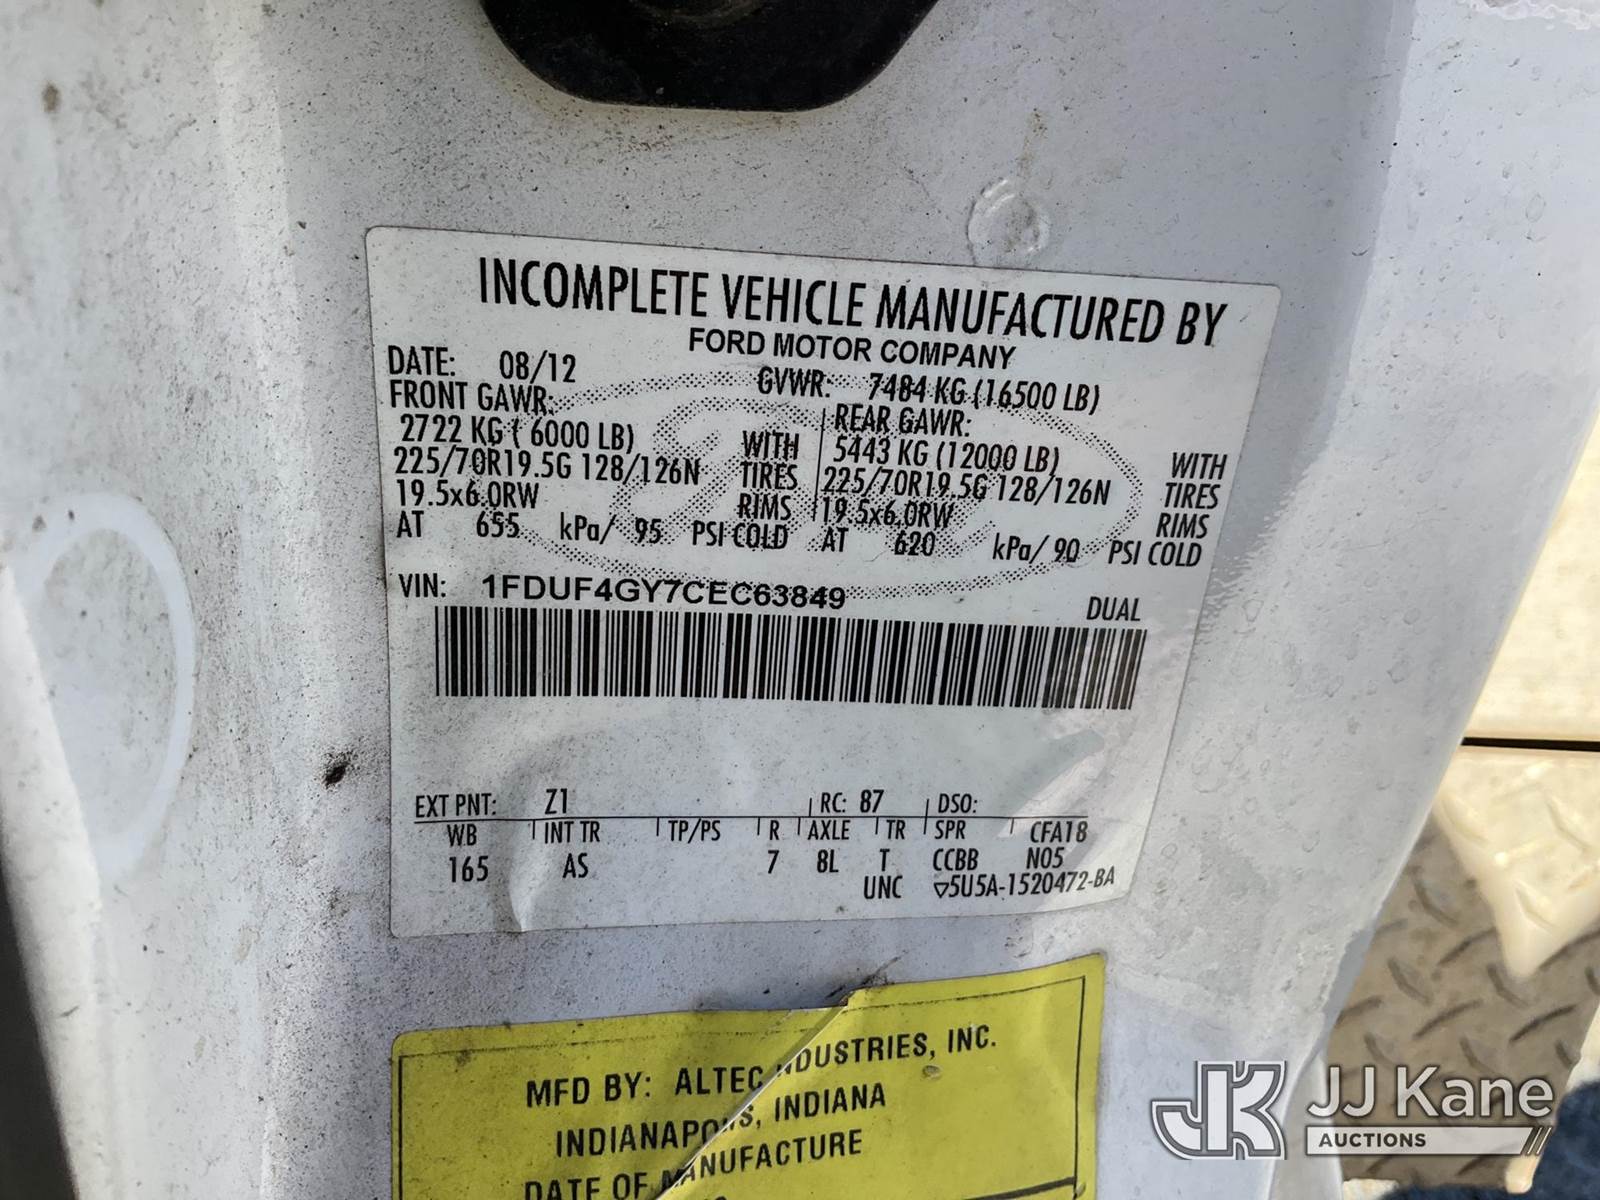 INCOMPLETE VEHICLE MANUFACTURED BY
FORD MOTOR COMPANY
DATE: 08/12 GVWR: 7484 KG (16500 LB)
FRONT GAWR: REAR GAWR:
2722 KG ( 6000 LB) WITH 5443 KG (12000 LB) WITH
225/70R19.5G 128/126N TIRES 225/70R19.5G 128/126N TIRES
19.5x6.0RW RIMS 19.5x6.0RW RIMS
AT 655 kPa/ 95 PSI COLD AT 620 kPa/ 90 PSI COLD
VIN: 1FDUF4GY7CEC63849 DUAL
EXT PNT: Z1 RC: 87 DSO:
WB INT TR TP/PS R AXLE TR SPR CFA18
165 AS 7 8L T CCBB N05
UNC ▽5U5A-1520472-BA
MFD BY: ALTEC INDUSTRIES, INC.
INDIANAPOLIS, INDIANA
DATE OF MANUFACTURE
JK JJ Kane
AUCTIONS